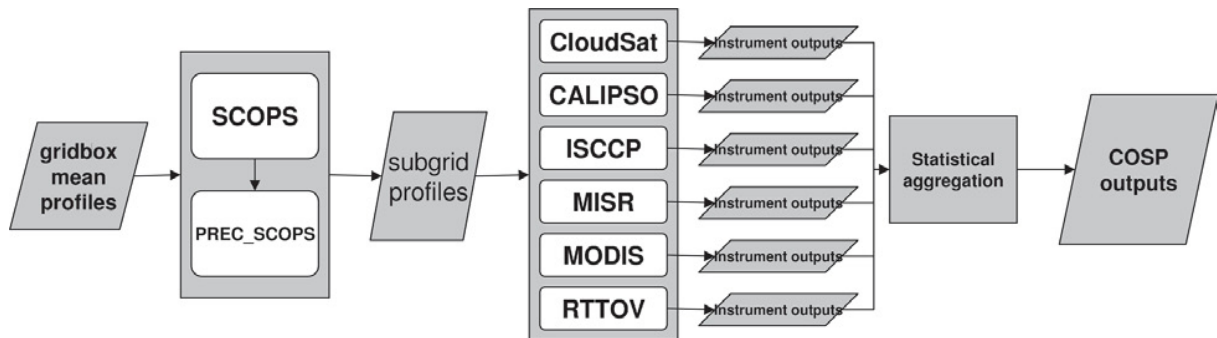 gridbox
mean
profiles
SCOPS
PREC_SCOPS
subgrid
profiles
CloudSat
Instrument outputs
CALIPSO
Instrument outputs
ISCCP
Instrument outputs
MISR
Instrument outputs
MODIS
Instrument outputs
RTTOV
Instrument outputs
Statistical
aggregation
COSP
outputs